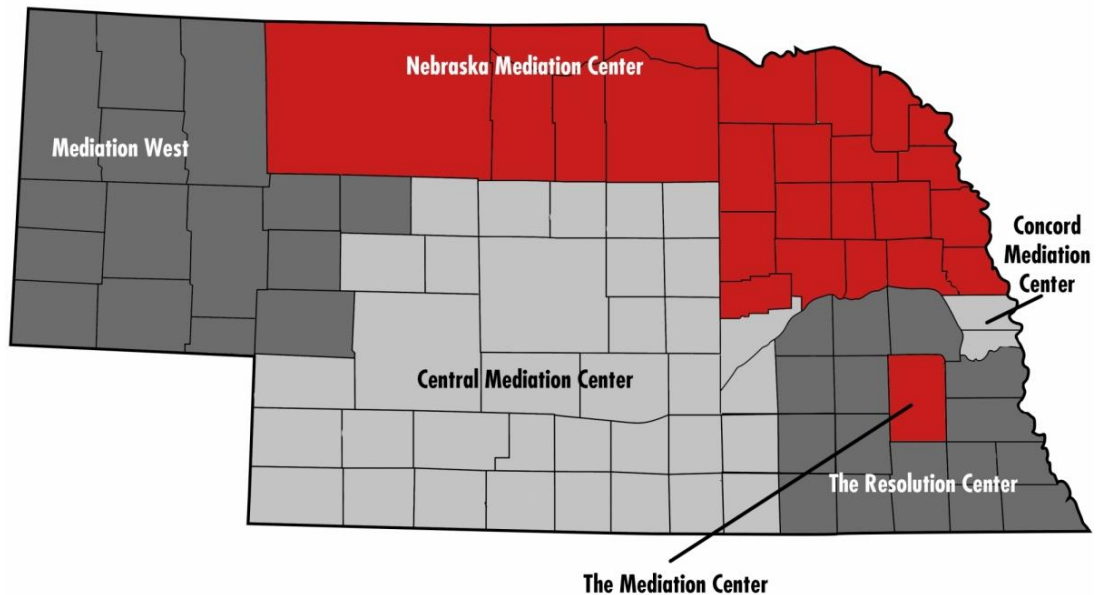 Nebraska Mediation Center
Mediation West
Concord
Mediation
Center
Central Mediation Center
The Resolution Center
The Mediation Center